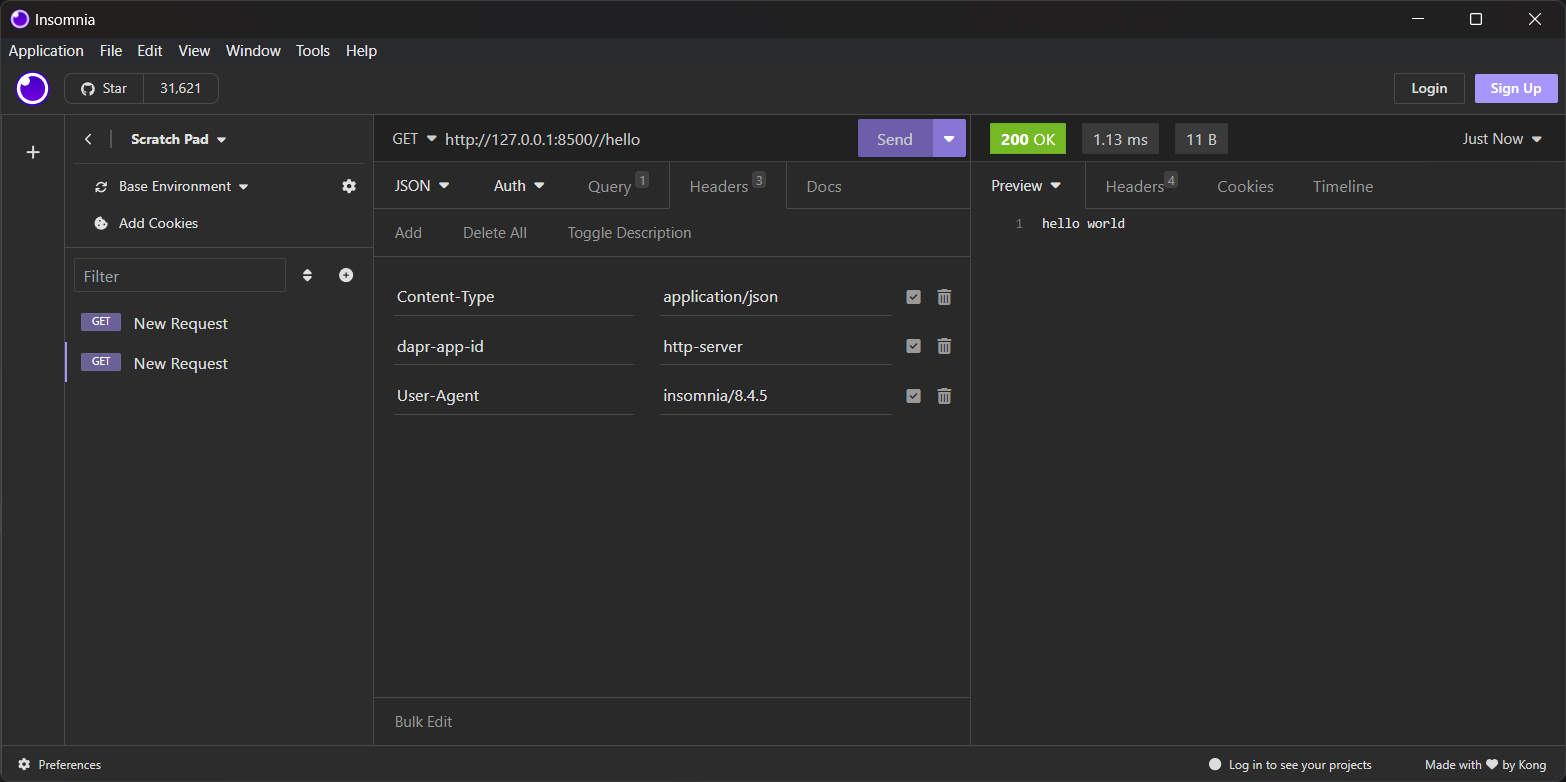 Insomnia
Application File Edit View Window Tools Help
Star 31,621 Login Sign Up
Scratch Pad
GET http://127.0.0.1:8500//hello Send 200 OK 1.13 ms 11 B Just Now
Base Environment
JSON Auth Query 1 Headers 3 Docs Preview Headers 4 Cookies Timeline
Add Cookies
Add Delete All Toggle Description
1 hello world
Filter
Content-Type application/json
GET New Request
dapr-app-id http-server
GET New Request
User-Agent insomnia/8.4.5
Bulk Edit
Preferences Log in to see your projects Made with ♥ by Kong